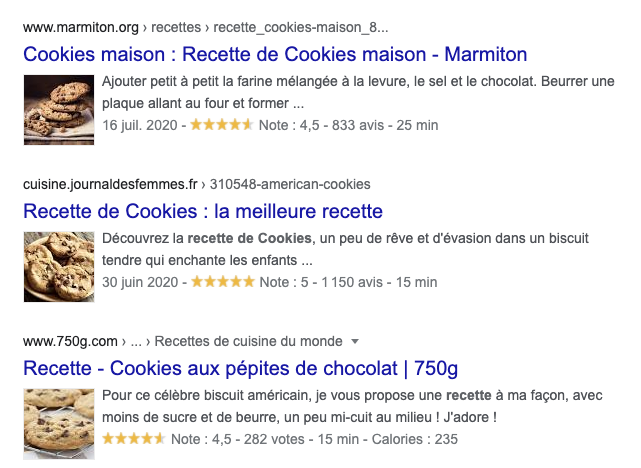 www.marmiton.org › recettes › recette_cookies-maison_8...
Cookies maison : Recette de Cookies maison - Marmiton
Ajouter petit à petit la farine mélangée à la levure, le sel et le chocolat. Beurrer une
plaque allant au four et former ...
16 juil. 2020 - Note : 4,5 - 833 avis - 25 min
cuisine.journaldesfemmes.fr › 310548-american-cookies
Recette de Cookies : la meilleure recette
Découvrez la recette de Cookies, un peu de rêve et d'évasion dans un biscuit
tendre qui enchante les enfants ...
30 juin 2020 - Note : 5 - 1 150 avis - 15 min
www.750g.com › ... › Recettes de cuisine du monde
Recette - Cookies aux pépites de chocolat | 750g
Pour ce célèbre biscuit américain, je vous propose une recette à ma façon, avec
moins de sucre et de beurre, un peu mi-cuit au milieu ! J'adore !
Note : 4,5 - 282 votes - 15 min - Calories : 235